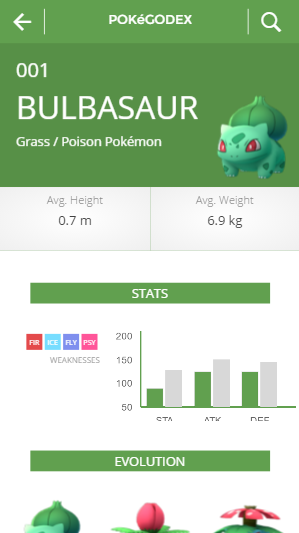 POKéGODEX
001
BULBASAUR
Grass / Poison Pokémon
Avg. Height
Avg. Weight
0.7 m
6.9 kg
STATS
200
150
100
50
FIR ICE FLY PSY
WEAKNESSES
STA ATK DEF
EVOLUTION